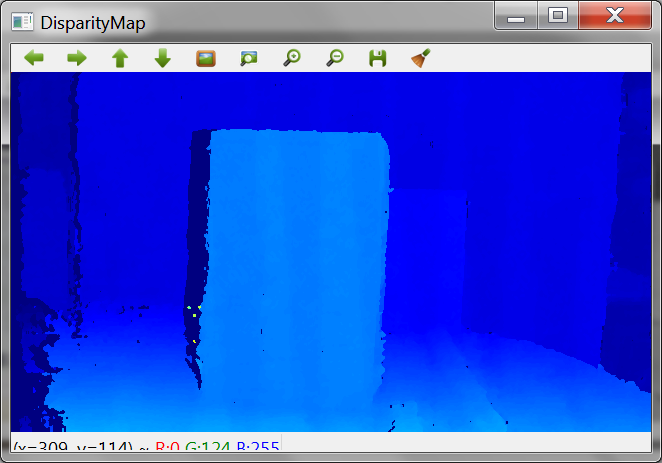 DisparityMap
(x=309, y=114) ~ R:0 G:124 B:255